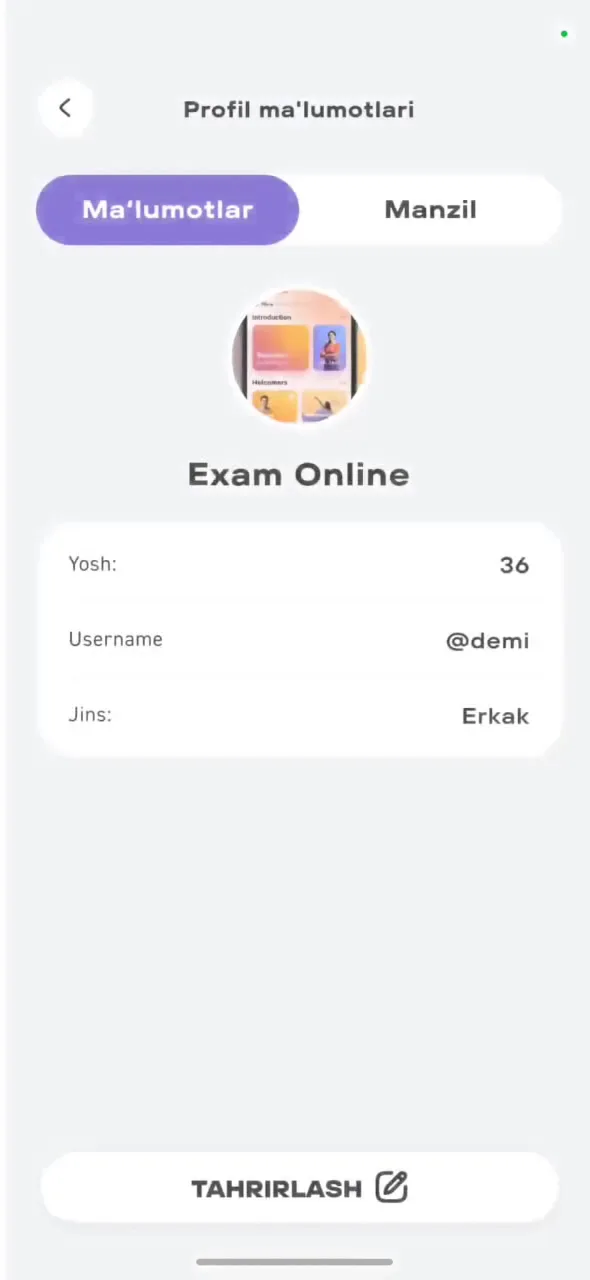 Profil ma'lumotlari
Ma‘lumotlar
Manzil
Introduction
Exam Online
Yosh:
36
Username
@demi
Jins:
Erkak
TAHRIRLASH